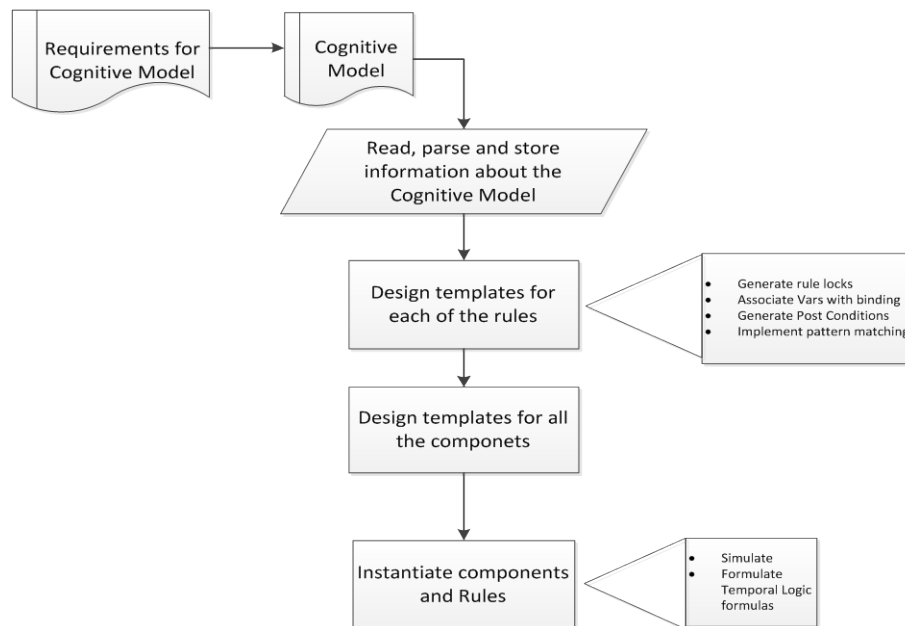 Requirements for
Cognitive Model
Cognitive
Model
Read, parse and store
information about the
Cognitive Model
Design templates for
each of the rules
• Generate rule locks
• Associate Vars with binding
• Generate Post Conditions
• Implement pattern matching
Design templates for all
the componets
Instantiate components
and Rules
• Simulate
• Formulate
Temporal Logic
formulas